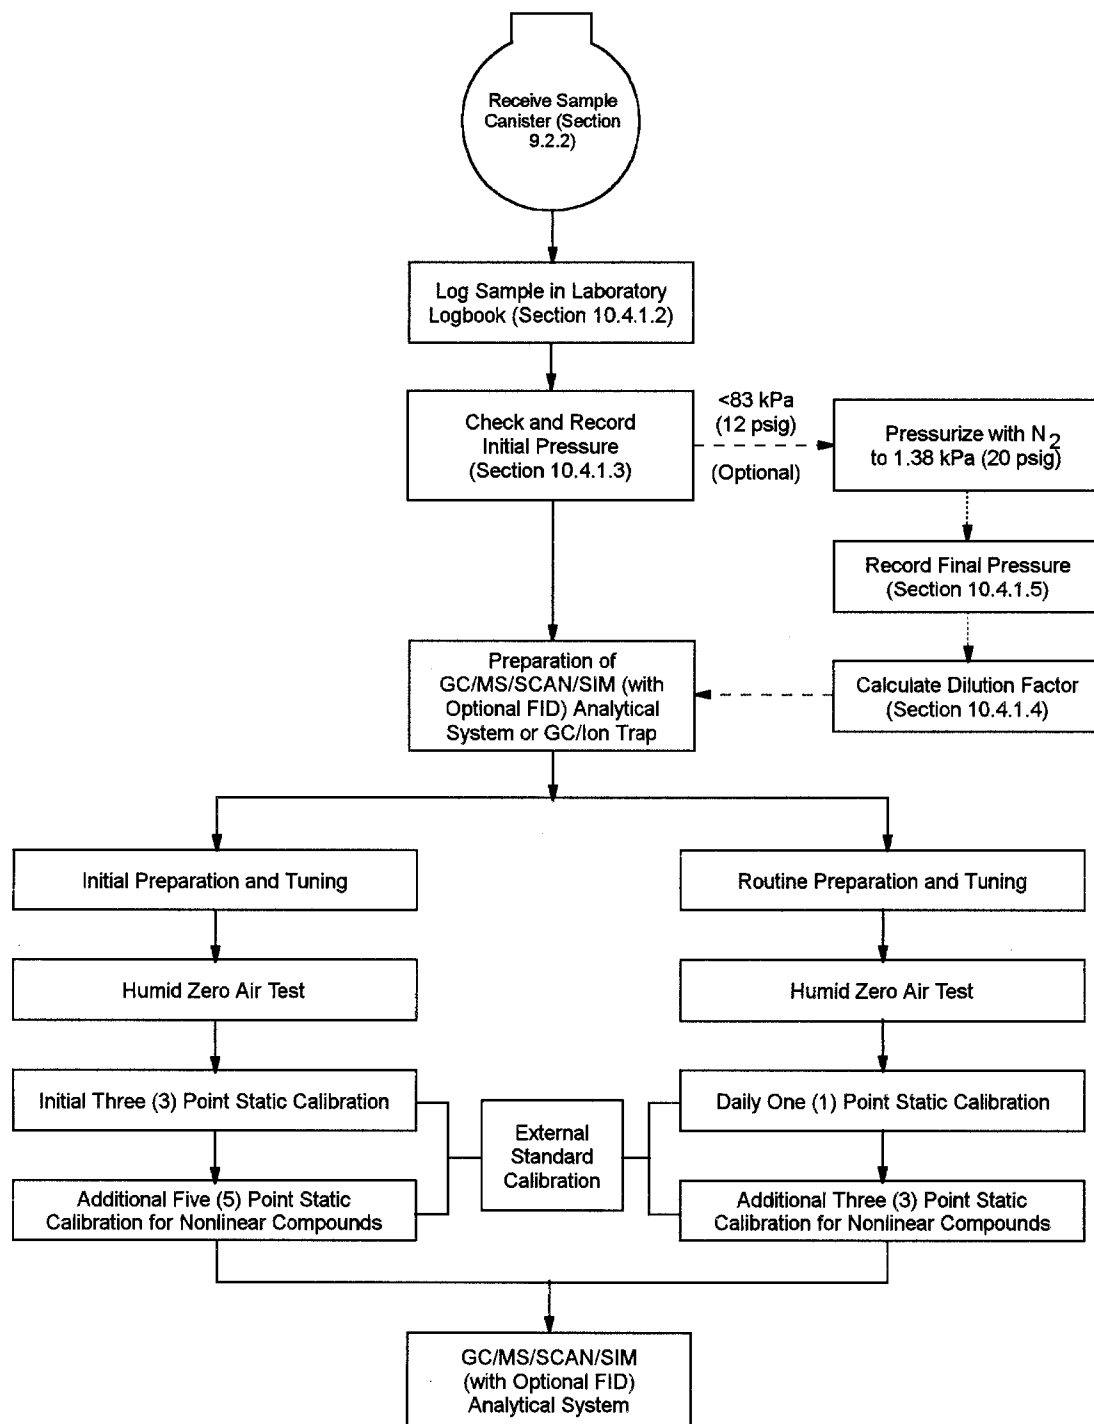 Receive Sample
Canister (Section
9.2.2)
Log Sample in Laboratory
Logbook (Section 10.4.1.2)
Check and Record
Initial Pressure
(Section 10.4.1.3)
<83 kPa
(12 psig)
(Optional)
Pressurize with N2
to 1.38 kPa (20 psig)
Record Final Pressure
(Section 10.4.1.5)
Calculate Dilution Factor
(Section 10.4.1.4)
Preparation of
GC/MS/SCAN/SIM (with
Optional FID) Analytical
System or GC/Ion Trap
Initial Preparation and Tuning
Humid Zero Air Test
Initial Three (3) Point Static Calibration
Additional Five (5) Point Static
Calibration for Nonlinear Compounds
External
Standard
Calibration
Routine Preparation and Tuning
Humid Zero Air Test
Daily One (1) Point Static Calibration
Additional Three (3) Point Static
Calibration for Nonlinear Compounds
GC/MS/SCAN/SIM
(with Optional FID)
Analytical System